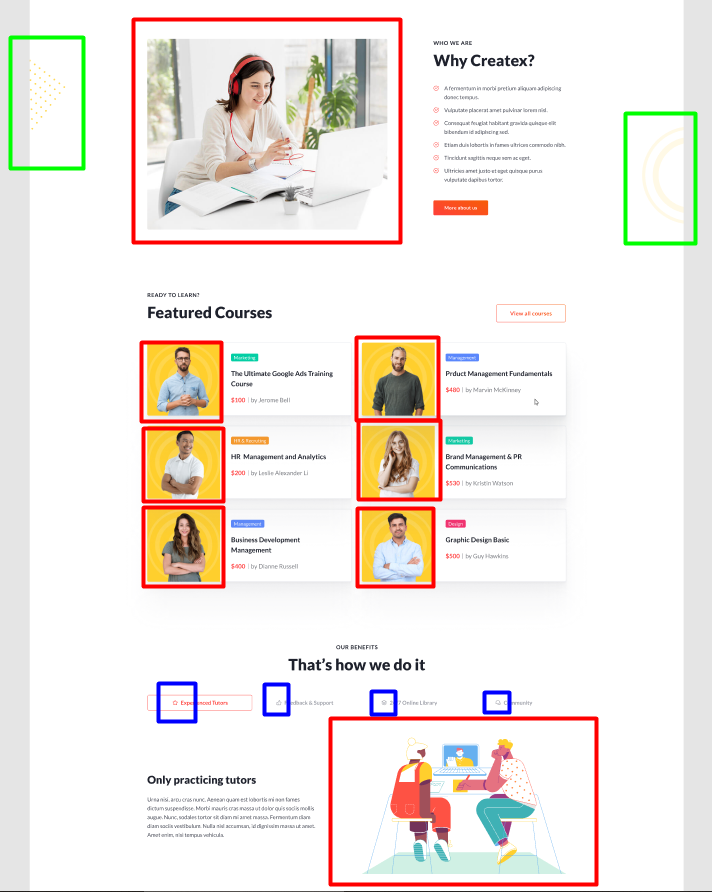 WHO WE ARE
Why Createx?
A fermentum in morbi pretium aliquam adipiscing
donec tempus.
Vulputate placerat amet pulvinar lorem nisl.
Consequat feugiat habitant gravida quisque elit
bibendum id adipiscing sed.
Etiam duis lobortis in fames ultrices commodo nibh.
Tincidunt sagittis neque sem ac eget.
Ultricies amet justo et eget quisque purus
vulputate dapibus tortor.
More about us
READY TO LEARN?
Featured Courses
View all courses
Marketing
The Ultimate Google Ads Training
Course
$100 | by Jerome Bell
Management
Prduct Management Fundamentals
$480 | by Marvin McKinney
HR & Recruting
HR Management and Analytics
$200 | by Leslie Alexander Li
Marketing
Brand Management & PR
Communications
$530 | by Kristin Watson
Management
Business Development
Management
$400 | by Dianne Russell
Design
Graphic Design Basic
$500 | by Guy Hawkins
OUR BENEFITS
That's how we do it
Experienced Tutors
Feedback & Support
24/7 Online Library
Community
Only practicing tutors
Urna nisi, arcu cras nunc. Aenean quam est lobortis mi non fames
dictum suspendisse. Morbi mauris cras massa ut dolor quis sociis mollis
augue. Nunc, sodales tortor sit diam mi amet massa. Fermentum diam
diam sociis vestibulum. Nulla nisl accumsan, id dignissim massa ut amet.
Amet enim, nisi tempus vehicula.